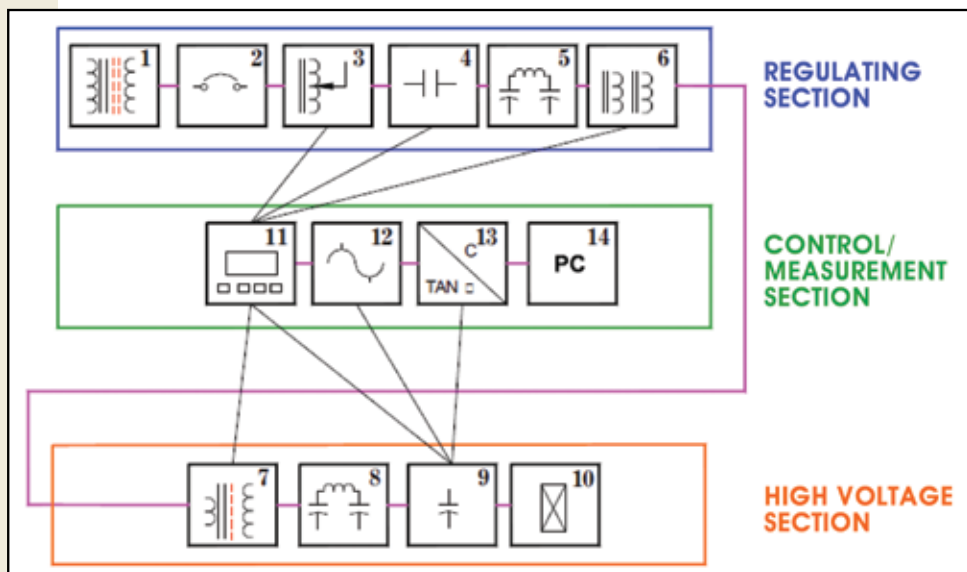 1
2
3
4
5
6
REGULATING
SECTION
11
12
13
C
TAN □
14
PC
CONTROL/
MEASUREMENT
SECTION
7
8
9
10
HIGH VOLTAGE
SECTION